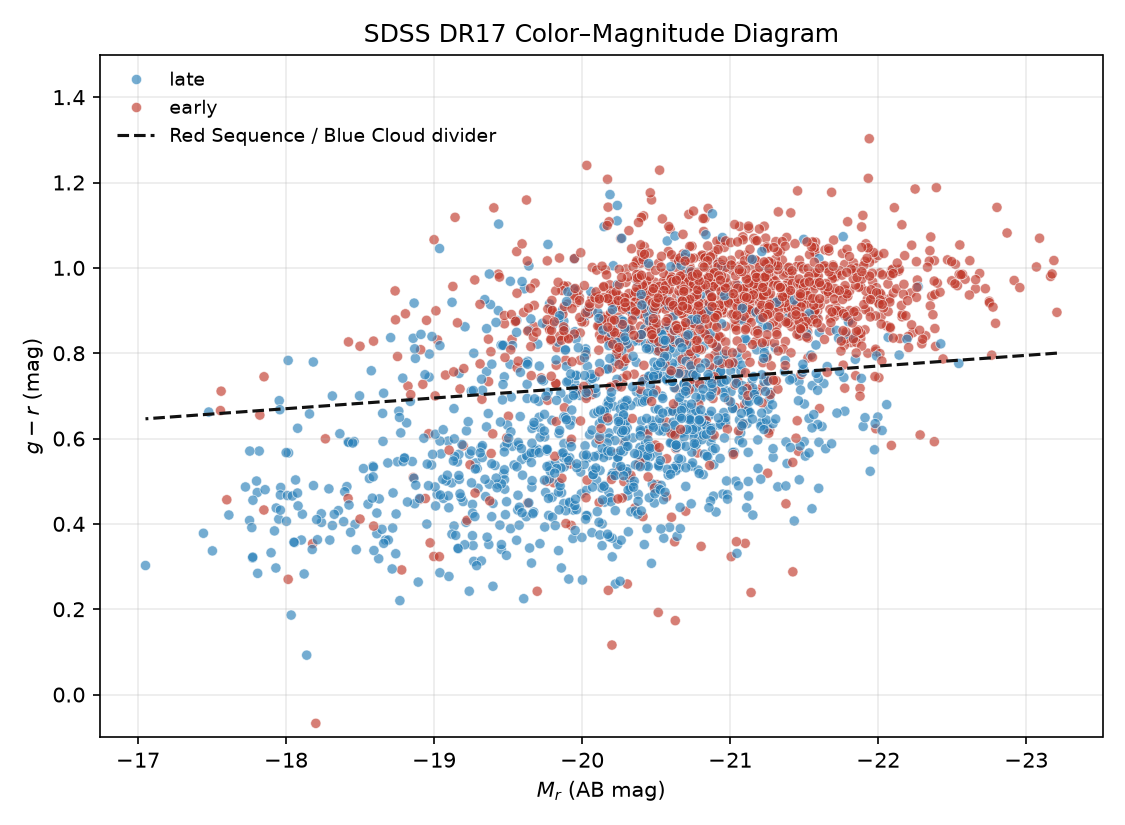 SDSS DR17 Color–Magnitude Diagram
late
early
Red Sequence / Blue Cloud divider
1.4
1.2
1.0
0.8
0.6
0.4
0.2
0.0
g − r (mag)
−17
−18
−19
−20
−21
−22
−23
M_r (AB mag)